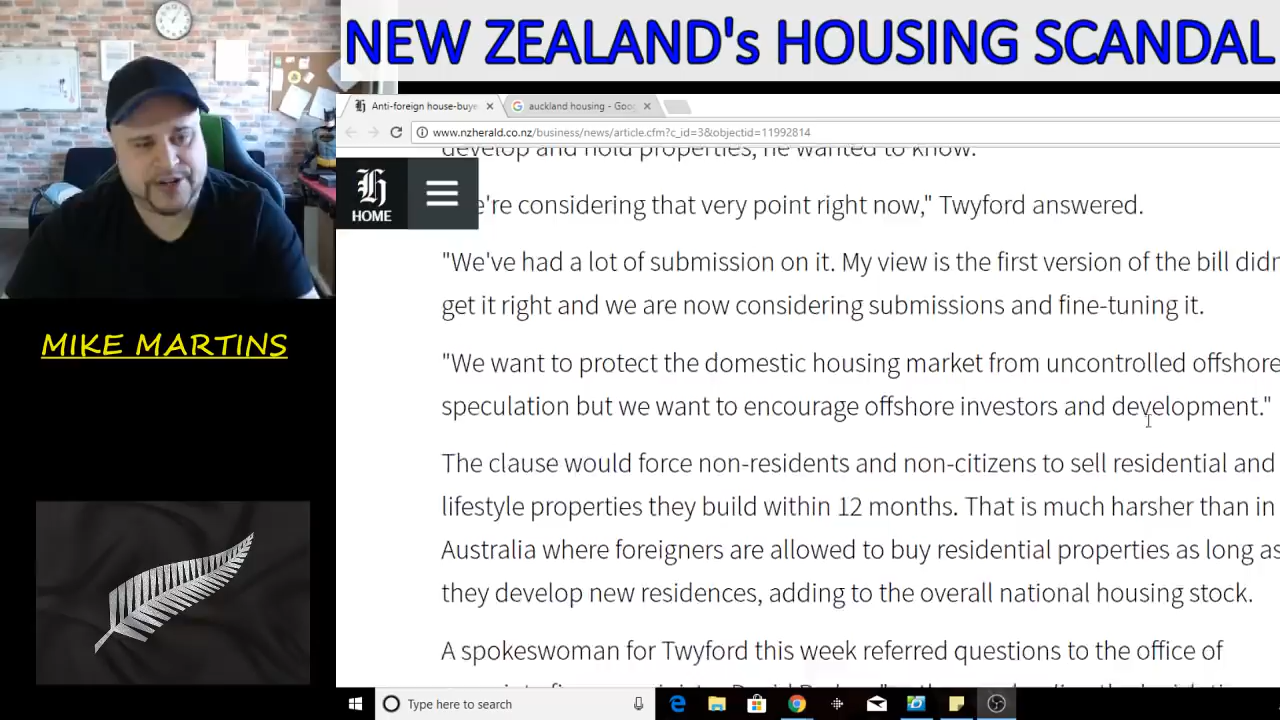 NEW ZEALAND's HOUSING SCANDAL
Anti-foreign house-buye
auckland housing - Goo
www.nzherald.co.nz/business/news/article.cfm?c_id=3&objectid=11992814
develop and hold properties, he wanted to know.
HOME
e're considering that very point right now," Twyford answered.
"We've had a lot of submission on it. My view is the first version of the bill didn
get it right and we are now considering submissions and fine-tuning it.
MIKE MARTINS
"We want to protect the domestic housing market from uncontrolled offshore
speculation but we want to encourage offshore investors and development."
The clause would force non-residents and non-citizens to sell residential and
lifestyle properties they build within 12 months. That is much harsher than in
Australia where foreigners are allowed to buy residential properties as long as
they develop new residences, adding to the overall national housing stock.
A spokeswoman for Twyford this week referred questions to the office of
Type here to search